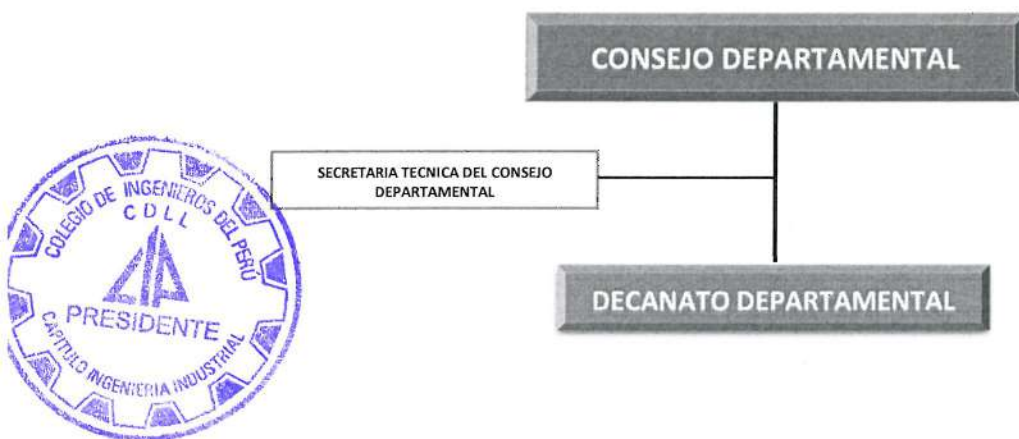 CONSEJO DEPARTAMENTAL
SECRETARIA TECNICA DEL CONSEJO
DEPARTAMENTAL
COLEGIO DE INGENIEROS DEL PERÚ
CDLL
PRESIDENTE
CAPITULO INGENIERIA INDUSTRIAL
DECANATO DEPARTAMENTAL